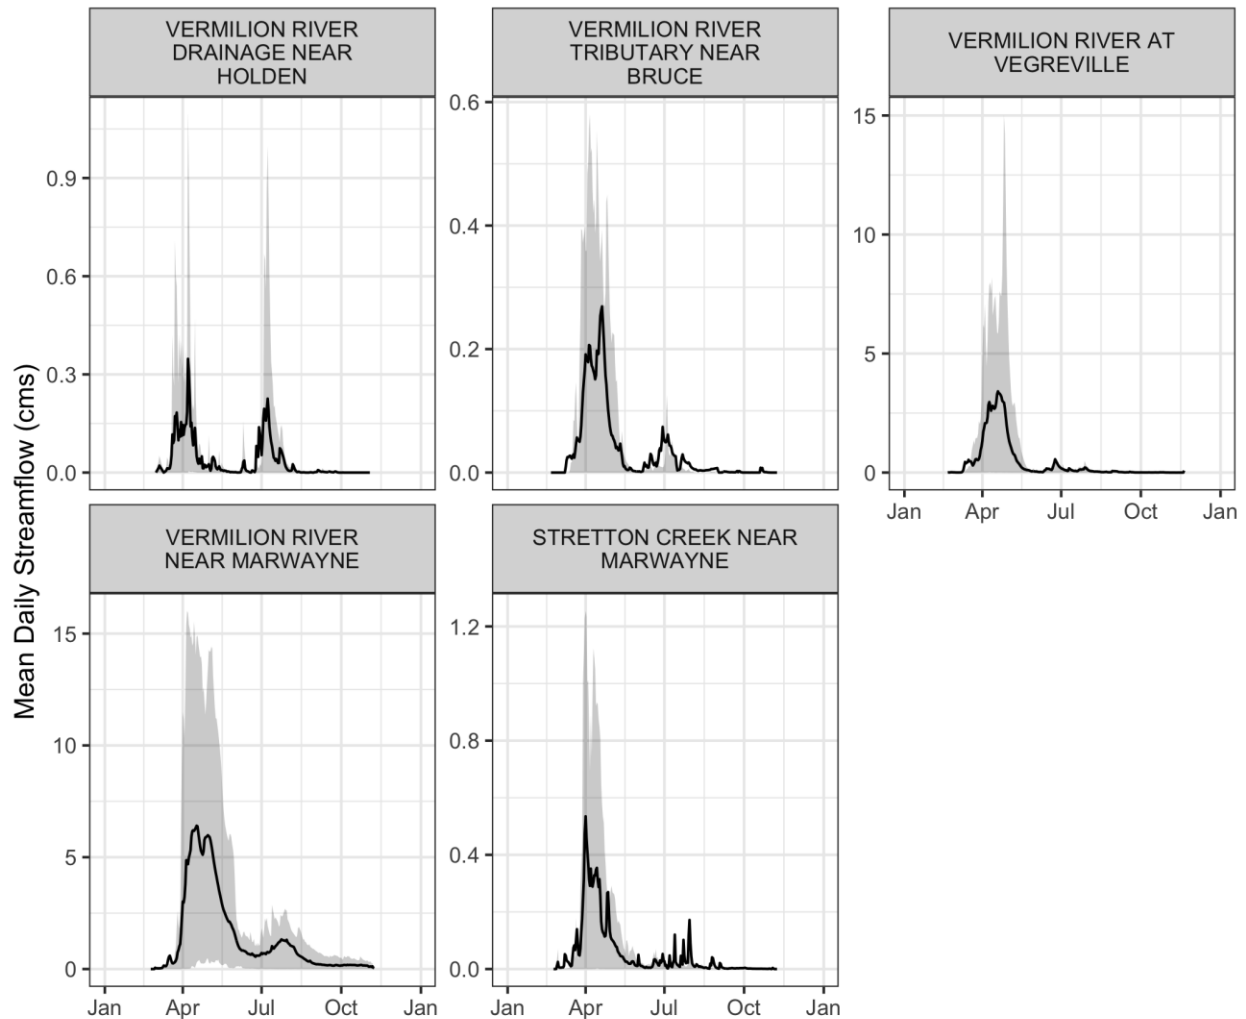 VERMILION RIVER
DRAINAGE NEAR
HOLDEN
VERMILION RIVER
TRIBUTARY NEAR
BRUCE
VERMILION RIVER AT
VEGREVILLE
0.9
0.6
0.3
0.0
0.6
0.4
0.2
0.0
15
10
5
0
Jan Apr Jul Oct Jan
Mean Daily Streamflow (cms)
VERMILION RIVER
NEAR MARWAYNE
STRETTON CREEK NEAR
MARWAYNE
15
10
5
0
Jan Apr Jul Oct Jan
1.2
0.8
0.4
0.0
Jan Apr Jul Oct Jan